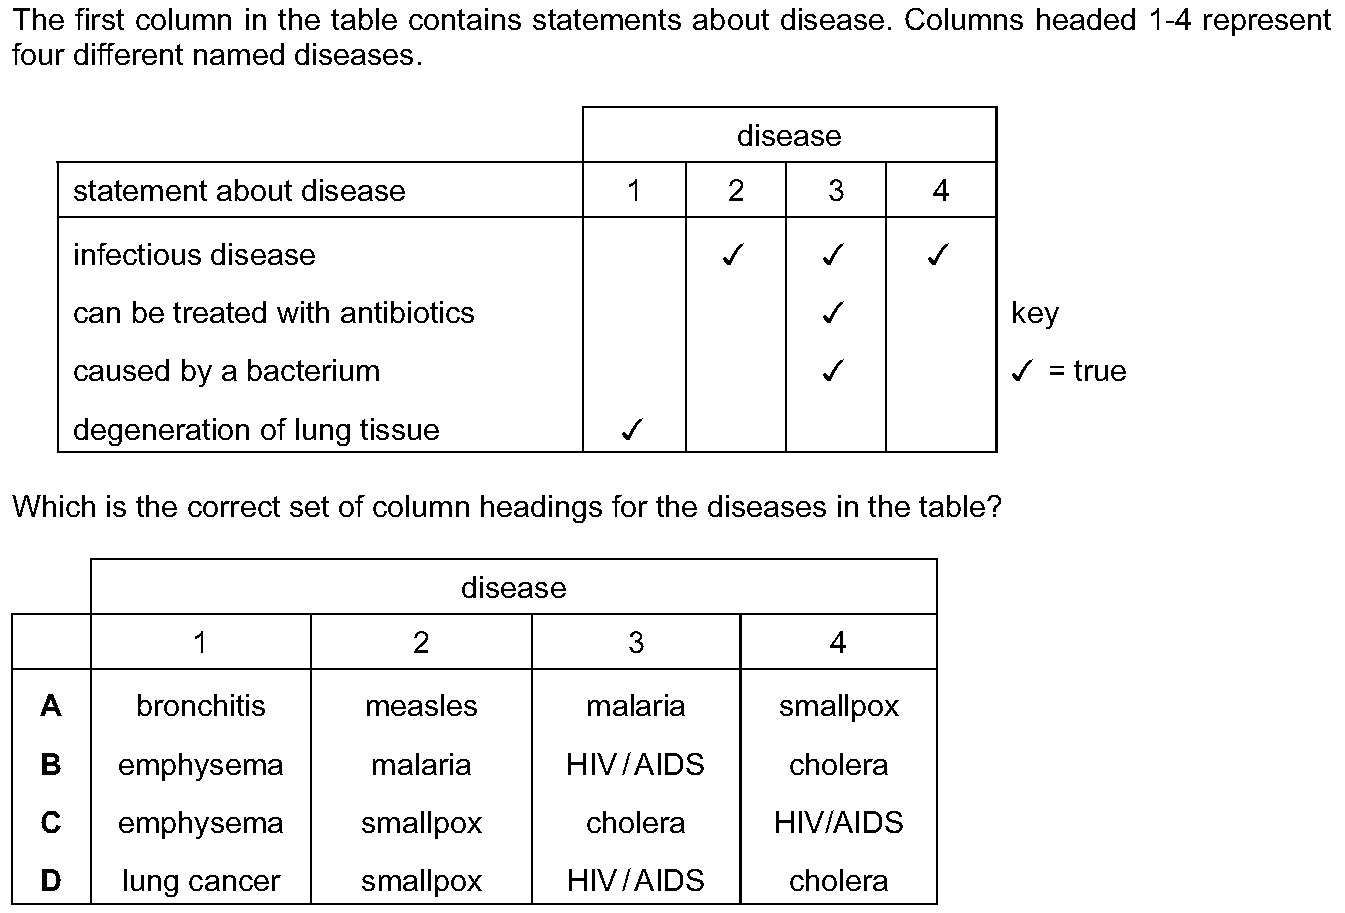 The first column in the table contains statements about disease. Columns headed 1-4 represent
four different named diseases.
disease
statement about disease 1 2 3 4
infectious disease ✓ ✓ ✓
can be treated with antibiotics ✓ key
caused by a bacterium ✓ ✓ = true
degeneration of lung tissue ✓
Which is the correct set of column headings for the diseases in the table?
disease
1 2 3 4
A bronchitis measles malaria smallpox
B emphysema malaria HIV/AIDS cholera
C emphysema smallpox cholera HIV/AIDS
D lung cancer smallpox HIV/AIDS cholera